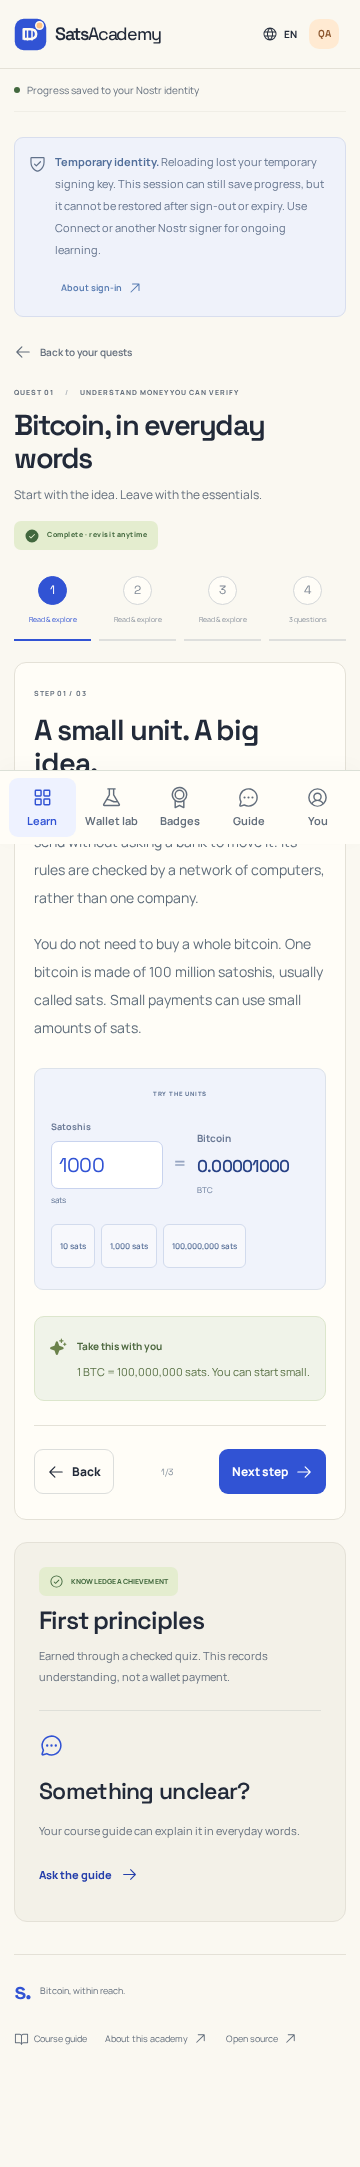 SatsAcademy
EN
QA
Progress saved to your Nostr identity
Temporary identity. Reloading lost your temporary
signing key. This session can still save progress, but
it cannot be restored after sign-out or expiry. Use
Connect or another Nostr signer for ongoing
learning.
About sign-in
Back to your quests
QUEST 01 / UNDERSTAND MONEY YOU CAN VERIFY
Bitcoin, in everyday
words
Start with the idea. Leave with the essentials.
Complete · revisit anytime
1
2
3
4
Read & explore
Read & explore
Read & explore
3 questions
STEP 01 / 03
A small unit. A big
idea.
Learn
Wallet lab
Badges
Guide
You
send without asking a bank to move it. Its
rules are checked by a network of computers,
rather than one company.
You do not need to buy a whole bitcoin. One
bitcoin is made of 100 million satoshis, usually
called sats. Small payments can use small
amounts of sats.
TRY THE UNITS
Satoshis
1000
sats
=
Bitcoin
0.00001000
BTC
10 sats
1,000 sats
100,000,000 sats
Take this with you
1 BTC = 100,000,000 sats. You can start small.
Back
1/3
Next step
KNOWLEDGE ACHIEVEMENT
First principles
Earned through a checked quiz. This records
understanding, not a wallet payment.
Something unclear?
Your course guide can explain it in everyday words.
Ask the guide
s.
Bitcoin, within reach.
Course guide
About this academy
Open source